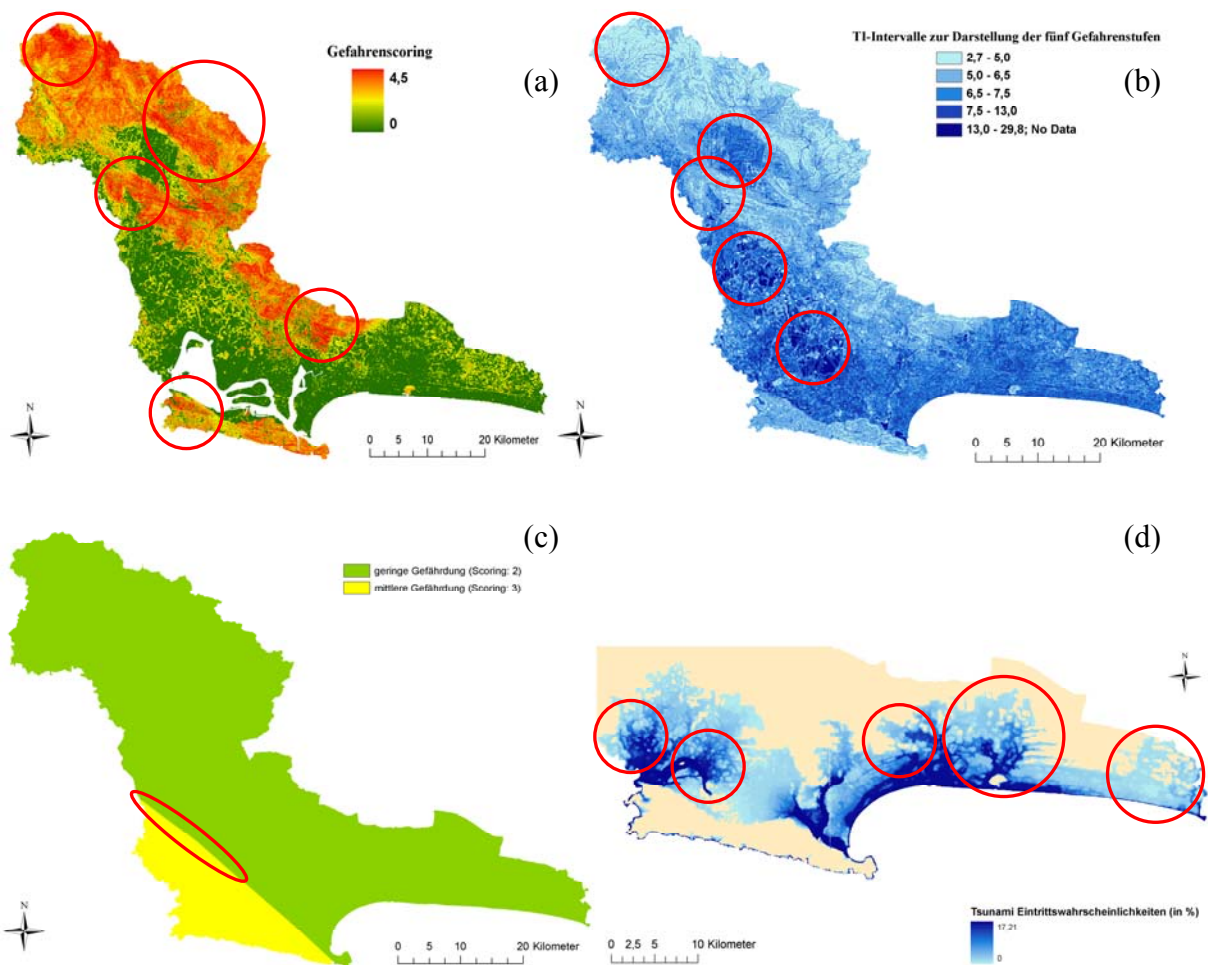 Gefahrenscoring
4,5
0
(a)
N
0 5 10 20 Kilometer
TI-Intervalle zur Darstellung der fünf Gefahrenstufen
2,7 - 5,0
5,0 - 6,5
6,5 - 7,5
7,5 - 13,0
13,0 - 29,8; No Data
(b)
N
0 5 10 20 Kilometer
(c)
geringe Gefährdung (Scoring: 2)
mittlere Gefährdung (Scoring: 3)
N
0 5 10 20 Kilometer
(d)
N
Tsunami Eintrittswahrscheinlichkeiten (in %)
17.21
0
0 2,5 5 10 Kilometer